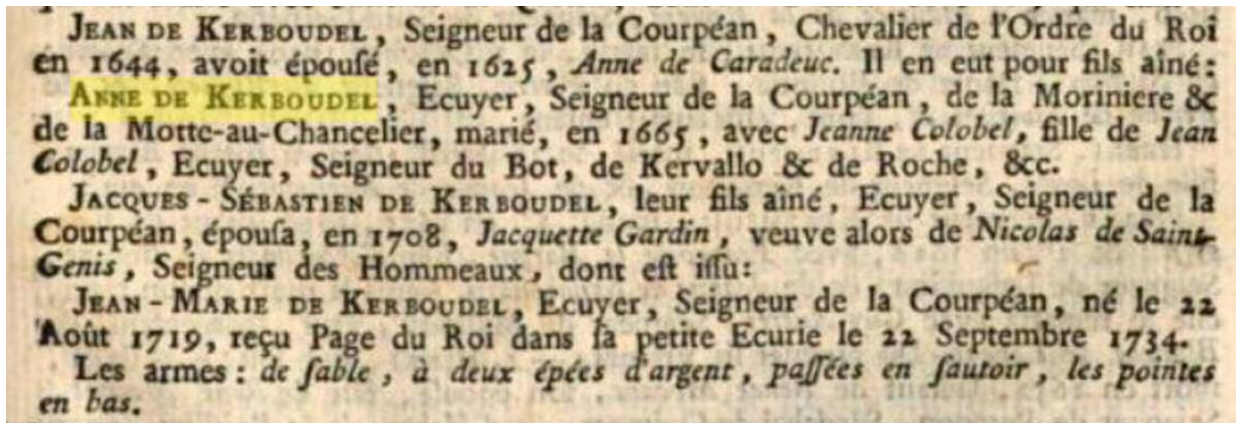 JEAN DE KERBOUDEL, Seigneur de la Courpéan, Chevalier de l'Ordre du Roi
en 1644, avoit épouſé, en 1625, Anne de Caradeuc. Il en eut pour fils aîné:
ANNE DE KERBOUDEL, Ecuyer, Seigneur de la Courpéan, de la Moriniere &
de la Motte-au-Chancelier, marié, en 1665, avec Jeanne Colobel, fille de Jean
Colobel, Ecuyer, Seigneur du Bot, de Kervallo & de Roche, &c.
JACQUES-SÉBASTIEN DE KERBOUDEL, leur fils aîné, Ecuyer, Seigneur de la
Courpéan, épouſa, en 1708, Jacquette Gardin, veuve alors de Nicolas de Saint-
Genis, Seigneur des Hommeaux, dont eſt iſſu:
JEAN-MARIE DE KERBOUDEL, Ecuyer, Seigneur de la Courpéan, né le 22
Août 1719, reçu Page du Roi dans ſa petite Ecurie le 22 Septembre 1734.
Les armes: de ſable, à deux épées d'argent, paſſées en ſautoir, les pointes
en bas.